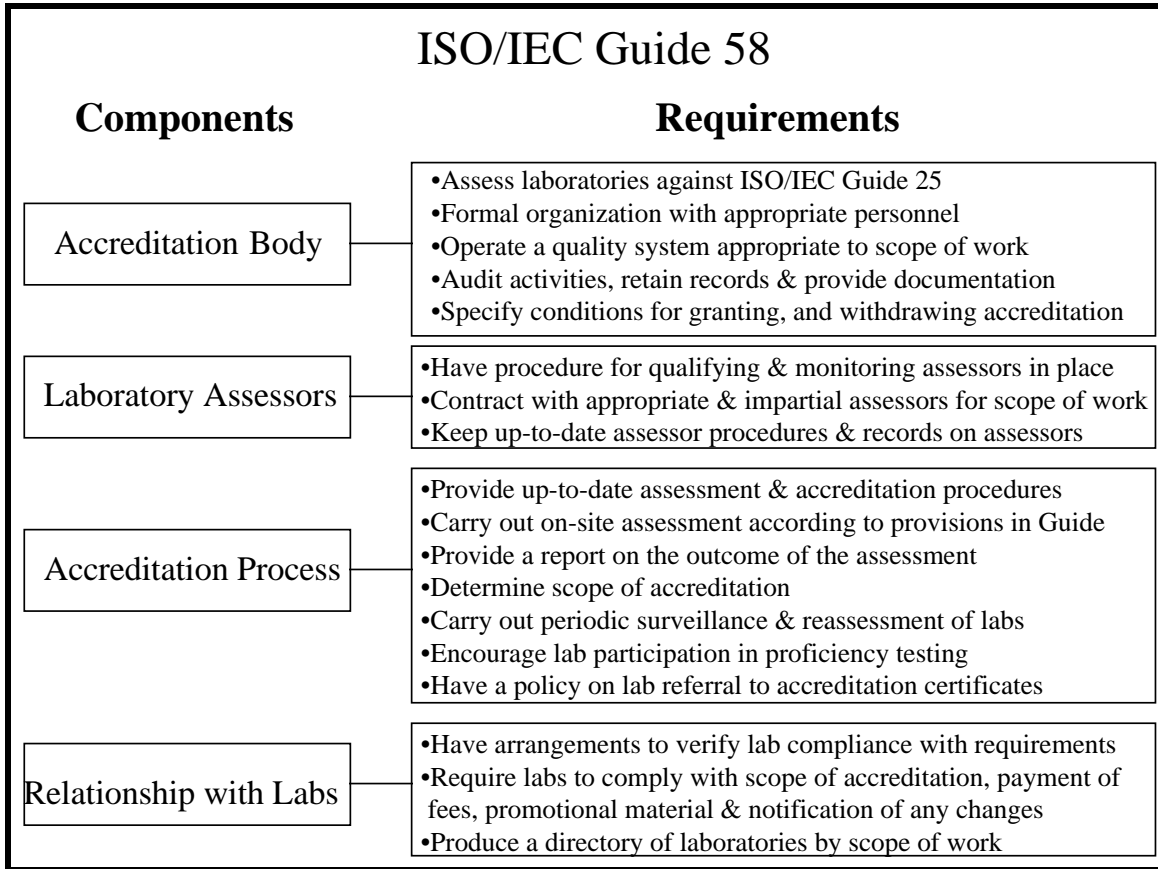 ISO/IEC Guide 58
Components
Requirements
Accreditation Body
•Assess laboratories against ISO/IEC Guide 25
•Formal organization with appropriate personnel
•Operate a quality system appropriate to scope of work
•Audit activities, retain records & provide documentation
•Specify conditions for granting, and withdrawing accreditation
Laboratory Assessors
•Have procedure for qualifying & monitoring assessors in place
•Contract with appropriate & impartial assessors for scope of work
•Keep up-to-date assessor procedures & records on assessors
Accreditation Process
•Provide up-to-date assessment & accreditation procedures
•Carry out on-site assessment according to provisions in Guide
•Provide a report on the outcome of the assessment
•Determine scope of accreditation
•Carry out periodic surveillance & reassessment of labs
•Encourage lab participation in proficiency testing
•Have a policy on lab referral to accreditation certificates
Relationship with Labs
•Have arrangements to verify lab compliance with requirements
•Require labs to comply with scope of accreditation, payment of
fees, promotional material & notification of any changes
•Produce a directory of laboratories by scope of work